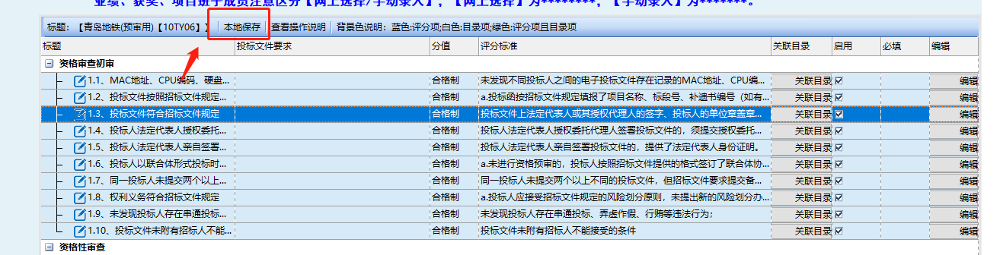 业绩、获奖、项目班子成员注意区分【网上选择/手动录入】，【网上选择】为********，【手动录入】为*******。
标题：【青岛地铁(预审用)【10TY06】】 本地保存 查看操作说明 背景色说明：蓝色:评分项;白色:目录项;绿色:评分项且目录项
标题 投标文件要求 分值 评分标准 关联目录 启用 必填 编辑
资格审查初审
1.1、MAC地址、CPU编码、硬盘... 合格制 未发现不同投标人之间的电子投标文件存在记录的MAC地址、CPU编... 关联目录 编辑
1.2、投标文件按照招标文件规定... 合格制 a.投标函按招标文件规定填报了项目名称、标段号、补遗书编号（如有... 关联目录 编辑
1.3、投标文件符合招标文件规定 合格制 投标文件上法定代表人或其授权代理人的签字、投标人的单位章盖章... 关联目录 编辑
1.4、投标人法定代表人授权委托... 合格制 投标人法定代表人授权委托代理人签署投标文件的，须提交授权委托... 关联目录 编辑
1.5、投标人法定代表人亲自签署... 合格制 投标人法定代表人亲自签署投标文件的，提供了法定代表人身份证明。 关联目录 编辑
1.6、投标人以联合体形式投标时... 合格制 a.未进行资格预审的，投标人按照招标文件提供的格式签订了联合体协... 关联目录 编辑
1.7、同一投标人未提交两个以上... 合格制 同一投标人未提交两个以上不同的投标文件，但招标文件要求提交备... 关联目录 编辑
1.8、权利义务符合招标文件规定 合格制 a.投标人应接受招标文件规定的风险划分原则，未提出新的风险划分办... 关联目录 编辑
1.9、未发现投标人存在串通投标... 合格制 未发现投标人存在串通投标、弄虚作假、行贿等违法行为； 关联目录 编辑
1.10、投标文件未附有招标人不能... 合格制 投标文件未附有招标人不能接受的条件 关联目录 编辑
资格性审查